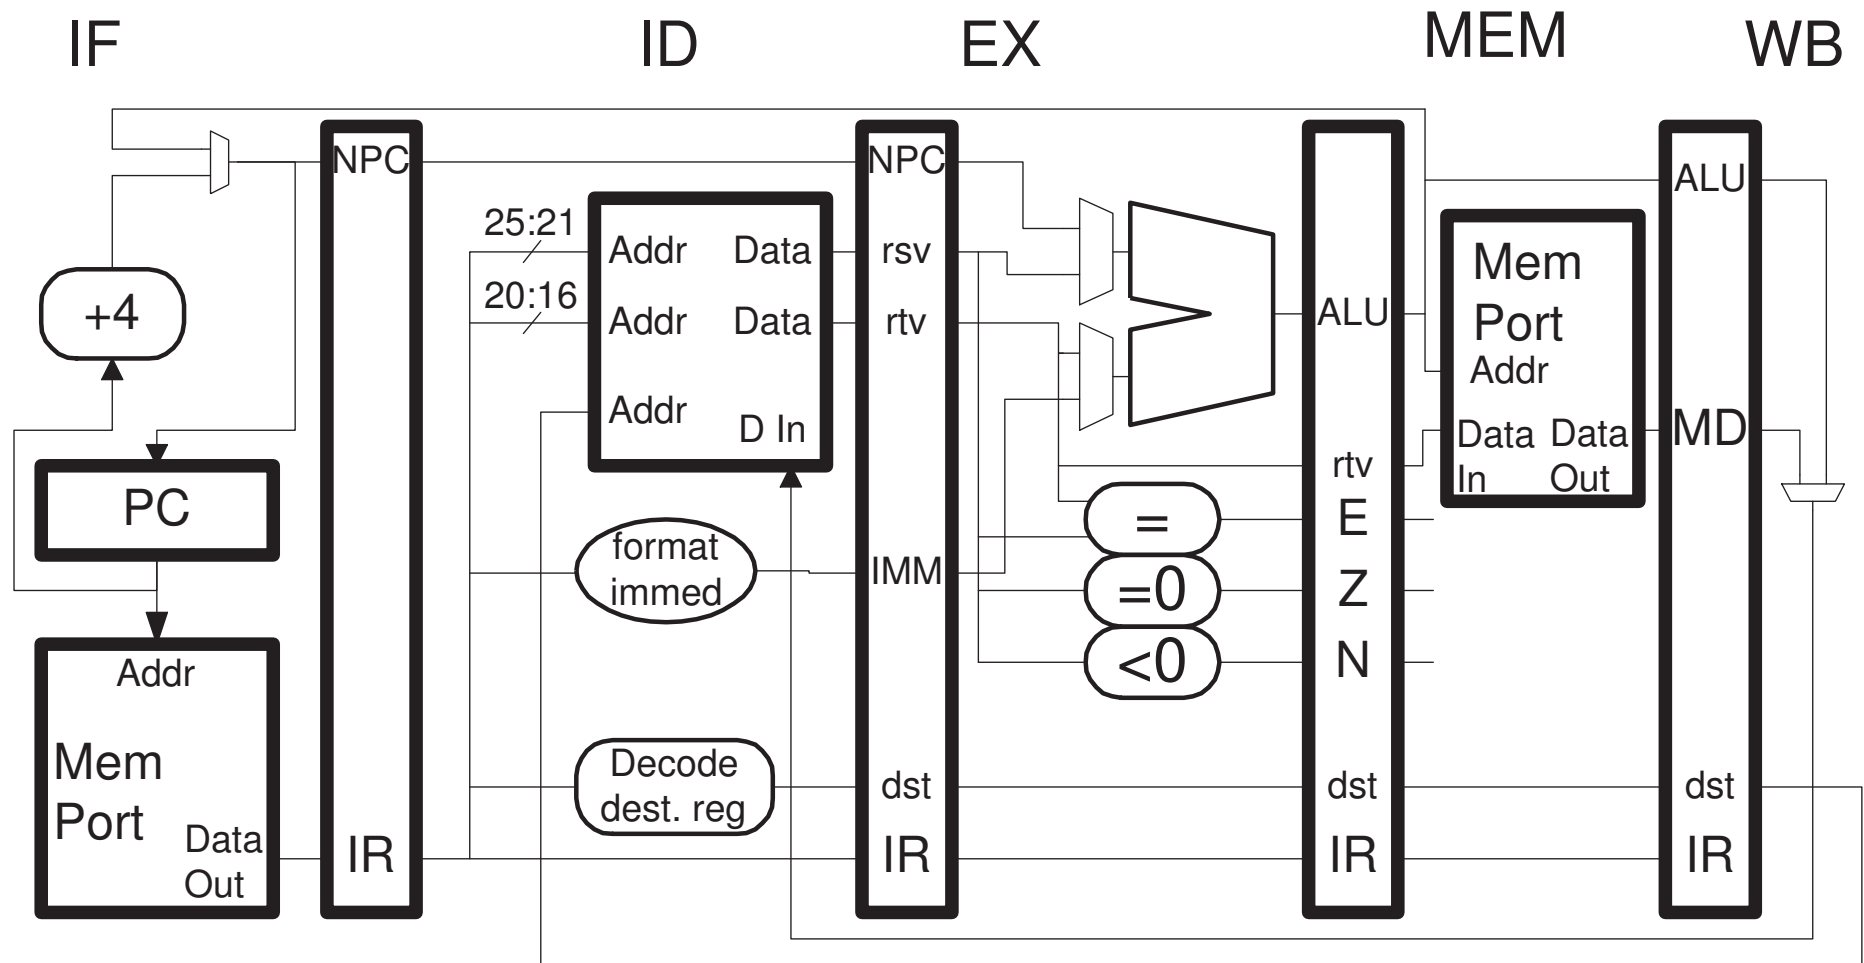 IF
ID
EX
MEM
WB
+4
PC
Addr
Mem
Port
Data
Out
NPC
IR
25:21
20:16
Addr
Data
Addr
Data
Addr
D In
format
immed
Decode
dest. reg
NPC
rsv
rtv
IMM
dst
IR
=
=0
<0
ALU
rtv
E
Z
N
dst
IR
Mem
Port
Addr
Data
In
Data
Out
ALU
MD
dst
IR